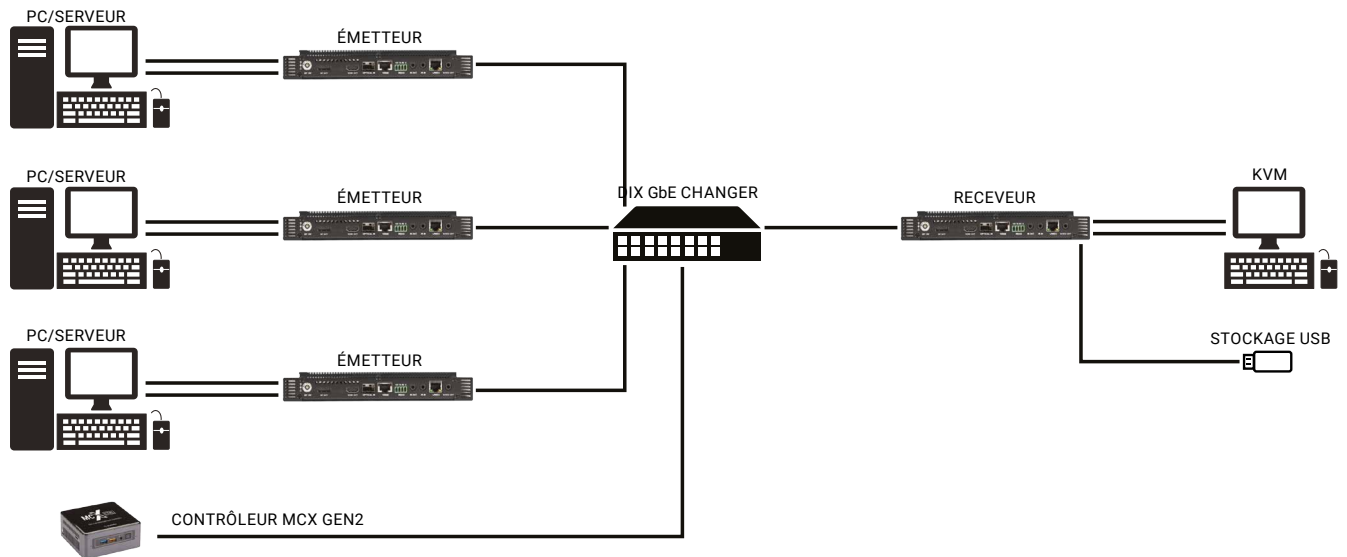 PC/SERVEUR
ÉMETTEUR
PC/SERVEUR
ÉMETTEUR
DIX GbE CHANGER
RECEVEUR
KVM
PC/SERVEUR
ÉMETTEUR
STOCKAGE USB
MCX
CONTRÔLEUR MCX GEN2